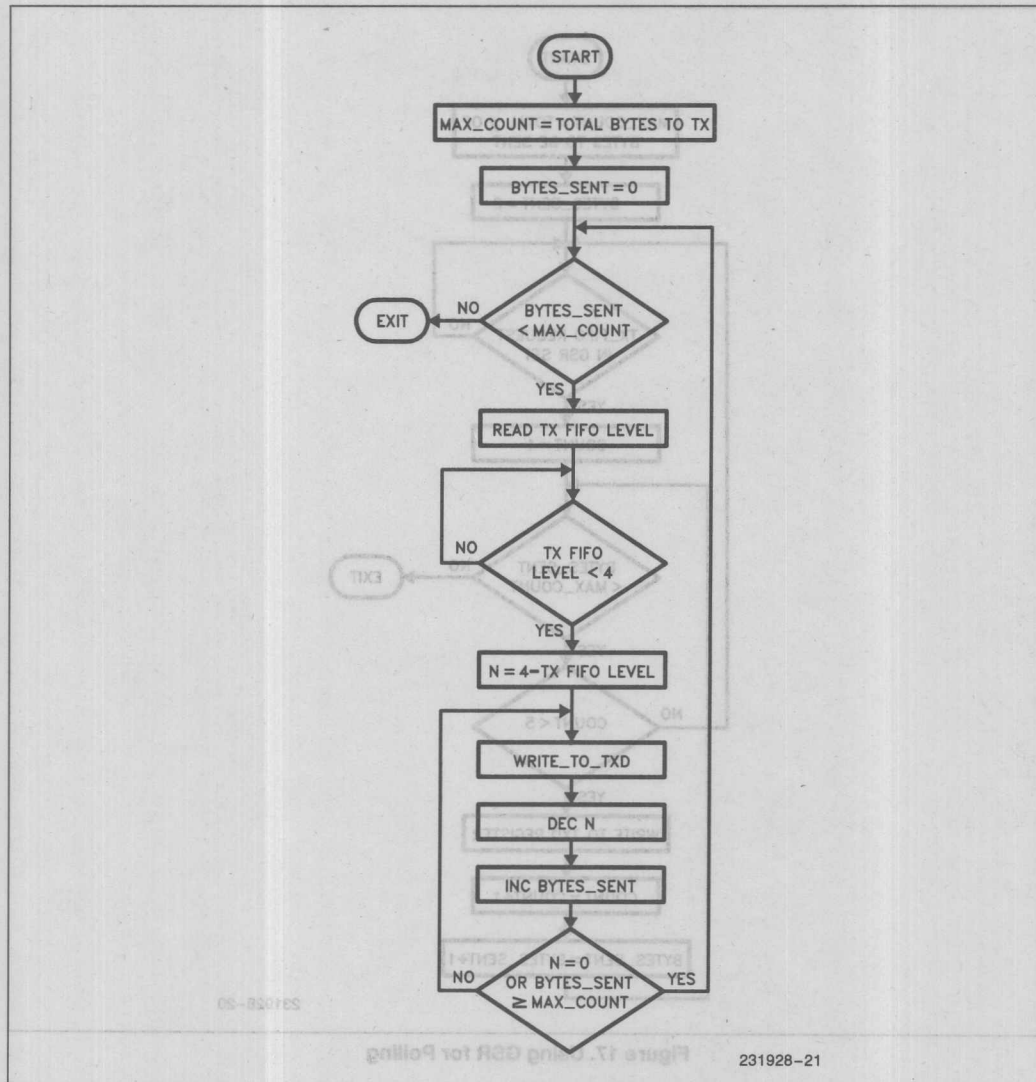 START
MAX_COUNT = TOTAL BYTES TO TX
BYTES_SENT = 0
BYTES_SENT
< MAX_COUNT
NO
EXIT
YES
READ TX FIFO LEVEL
TX FIFO
LEVEL < 4
NO
YES
N = 4-TX FIFO LEVEL
WRITE_TO_TXD
DEC N
INC BYTES_SENT
N = 0
OR BYTES_SENT
≥ MAX_COUNT
NO
YES
231928-21